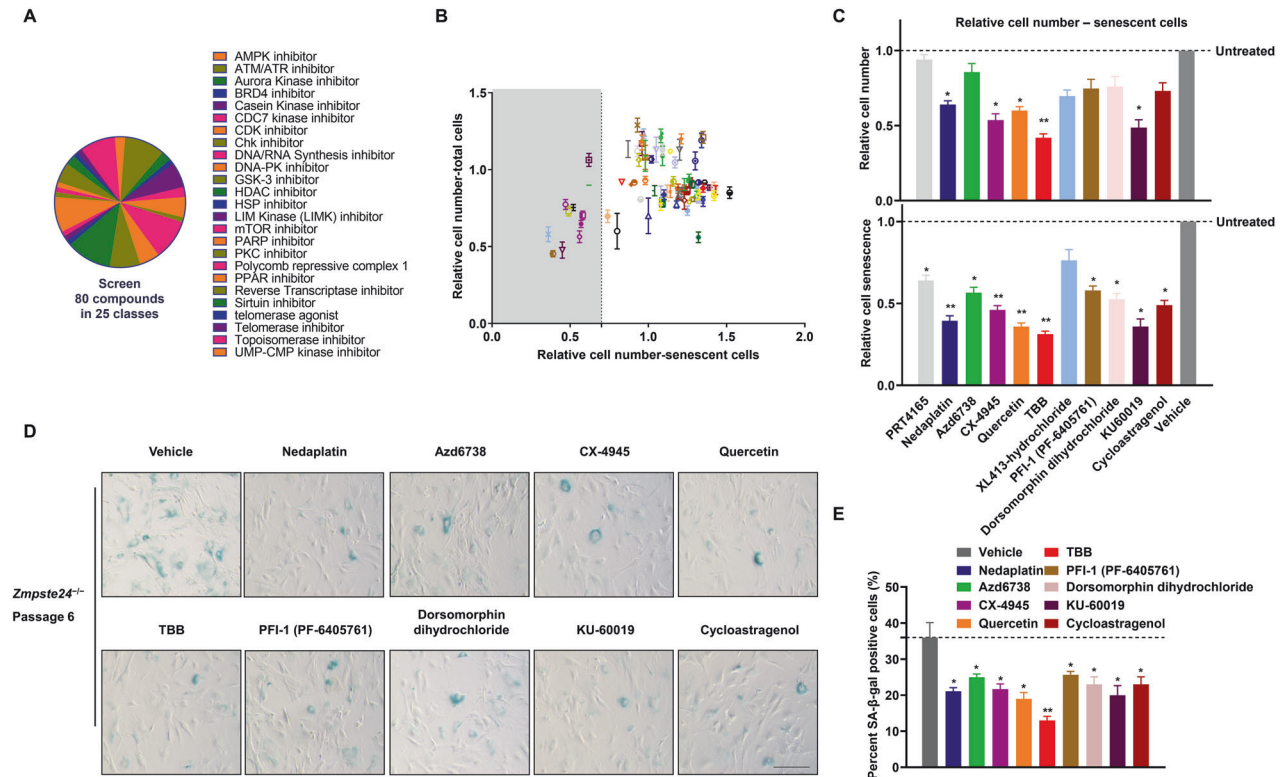 A
AMPK inhibitor
ATM/ATR inhibitor
Aurora Kinase inhibitor
BRD4 inhibitor
Casein Kinase inhibitor
CDC7 kinase inhibitor
CDK inhibitor
Chk inhibitor
DNA/RNA Synthesis inhibitor
DNA-PK inhibitor
GSK-3 inhibitor
HDAC inhibitor
HSP inhibitor
LIM Kinase (LIMK) inhibitor
mTOR inhibitor
PARP inhibitor
PKC inhibitor
Polycomb repressive complex 1
PPAR inhibitor
Reverse Transcriptase inhibitor
Sirtuin inhibitor
telomerase agonist
Telomerase inhibitor
Topoisomerase inhibitor
UMP-CMP kinase inhibitor
Screen
80 compounds
in 25 classes
B
Relative cell number-total cells
1.5
1.0
0.5
0.0
0.0 0.5 1.0 1.5 2.0
Relative cell number-senescent cells
C
Relative cell number – senescent cells
Relative cell number
1.0
0.5
0.0
Untreated
* * * ** *
Relative cell senescence
1.0
0.5
0.0
Untreated
* ** * ** ** ** * * * *
PRT4165
Nedaplatin
Azd6738
CX-4945
Quercetin
TBB
XL413-hydrochloride
PFI-1 (PF-6405761)
Dorsomorphin dihydrochloride
KU60019
Cycloastragenol
Vehicle
D
Zmpste24⁻/⁻
Passage 6
Vehicle
Nedaplatin
Azd6738
CX-4945
Quercetin
TBB
PFI-1 (PF-6405761)
Dorsomorphin
dihydrochloride
KU-60019
Cycloastragenol
E
Vehicle
Nedaplatin
Azd6738
CX-4945
Quercetin
TBB
PFI-1 (PF-6405761)
Dorsomorphin dihydrochloride
KU-60019
Cycloastragenol
Percent SA-β-gal positive cells (%)
50
40
30
20
10
0
* * * * ** * * * *